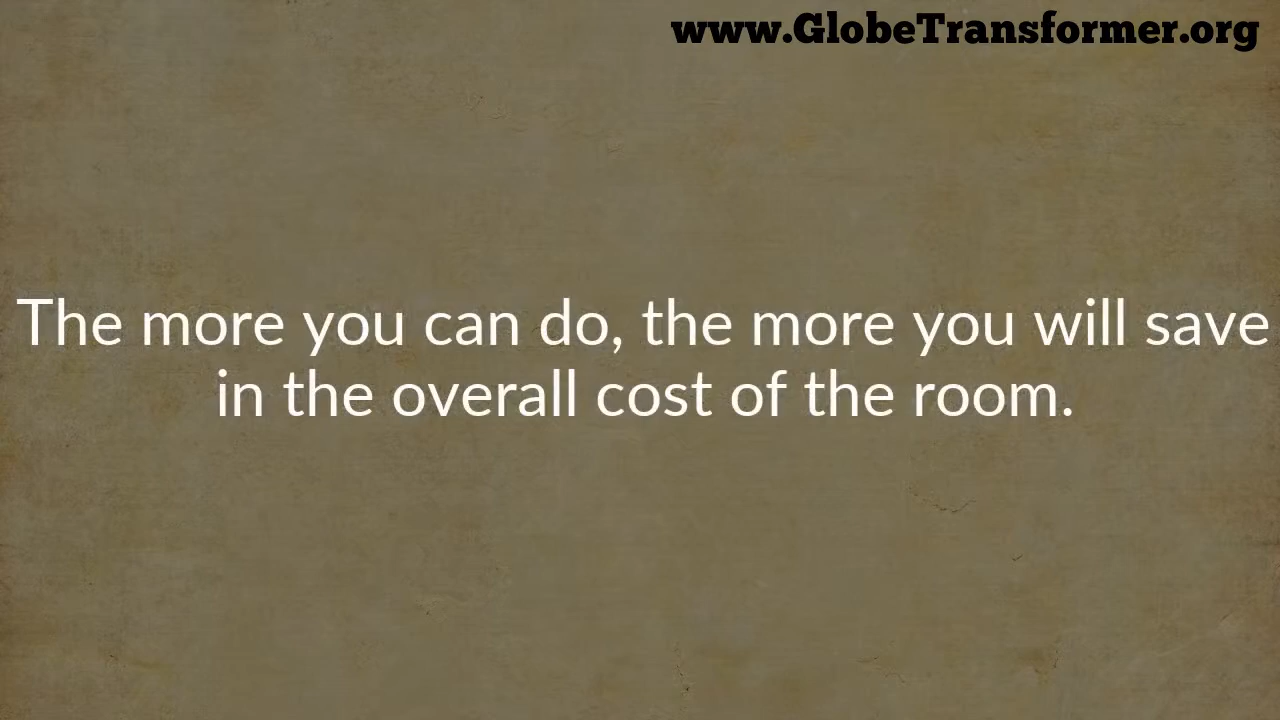 www.GlobeTransformer.org
The more you can do, the more you will save
in the overall cost of the room.